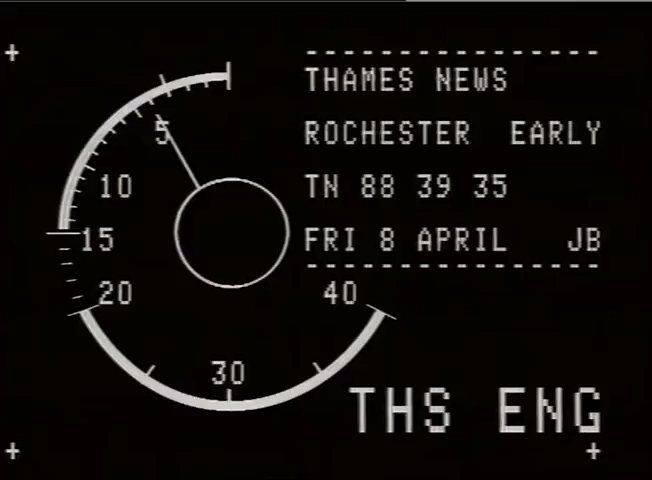 THAMES NEWS
ROCHESTER EARLY
TN 88 39 35
FRI 8 APRIL JB
5
10
15
20
30
40
THS ENG